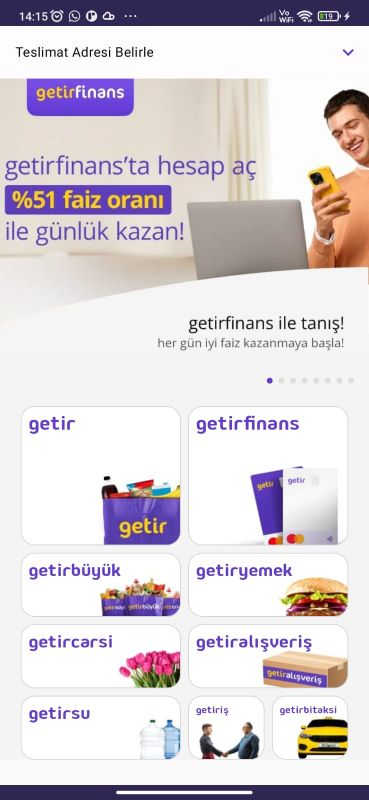 14:15
Vo
WiFi
19
Teslimat Adresi Belirle
getirfinans
getirfinans'ta hesap aç
%51 faiz oranı
ile günlük kazan!
getirfinans ile tanış!
her gün iyi faiz kazanmaya başla!
getir
getirfinans
getir
getir
getir
getirbüyük
getiryemek
getirbüyük
getircarsi
getiralışveriş
getiralışveriş
getirsu
getiriş
getirbitaksi